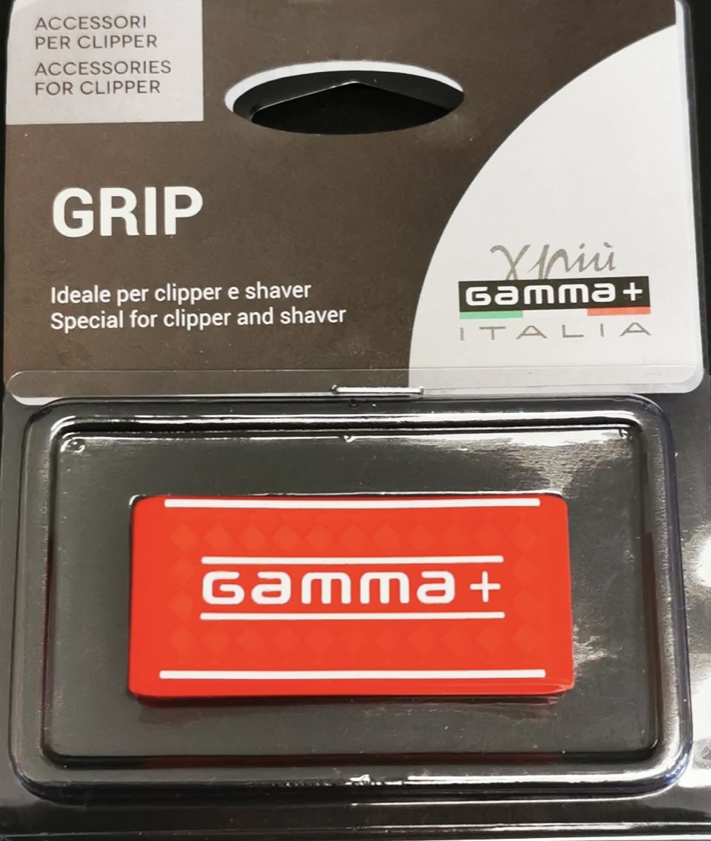 ACCESSORI
PER CLIPPER
ACCESSORIES
FOR CLIPPER
GRIP
Ideale per clipper e shaver
Special for clipper and shaver
γpiù
Gamma+
ITALIA
Gamma+